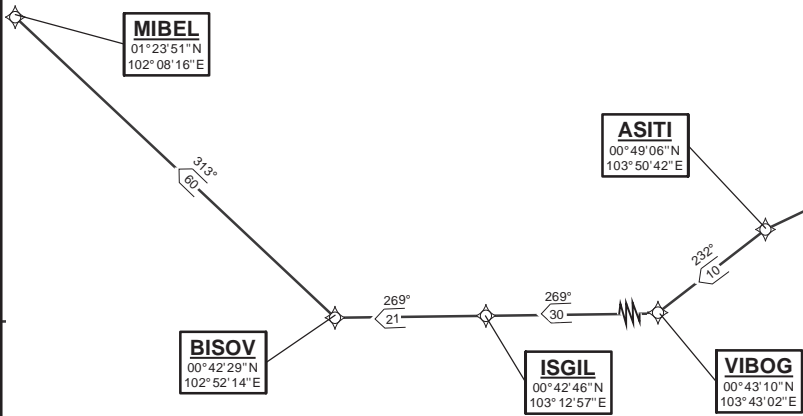 MIBEL
01°23'51"N
102°08'16"E
313°
60
ASITI
00°49'06"N
103°50'42"E
232°
10
269°
21
269°
30
BISOV
00°42'29"N
102°52'14"E
ISGIL
00°42'46"N
103°12'57"E
VIBOG
00°43'10"N
103°43'02"E